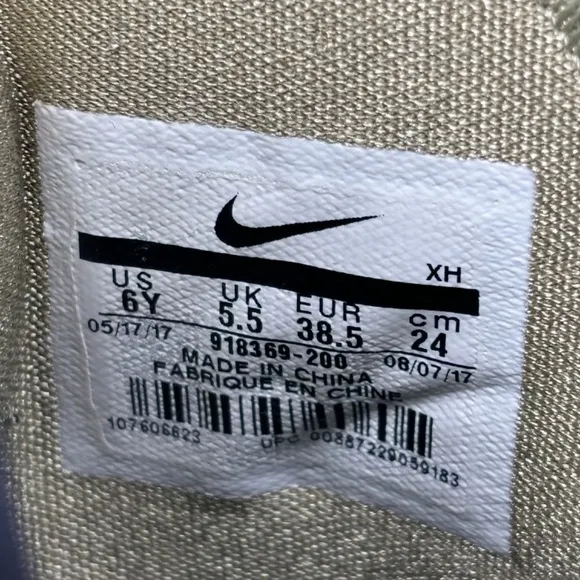 XH
US UK EUR cm
6Y 5.5 38.5 24
05/17/17 918369-200 08/07/17
MADE IN CHINA
FABRIQUE EN CHINE
107606623 UPC 00887229059183